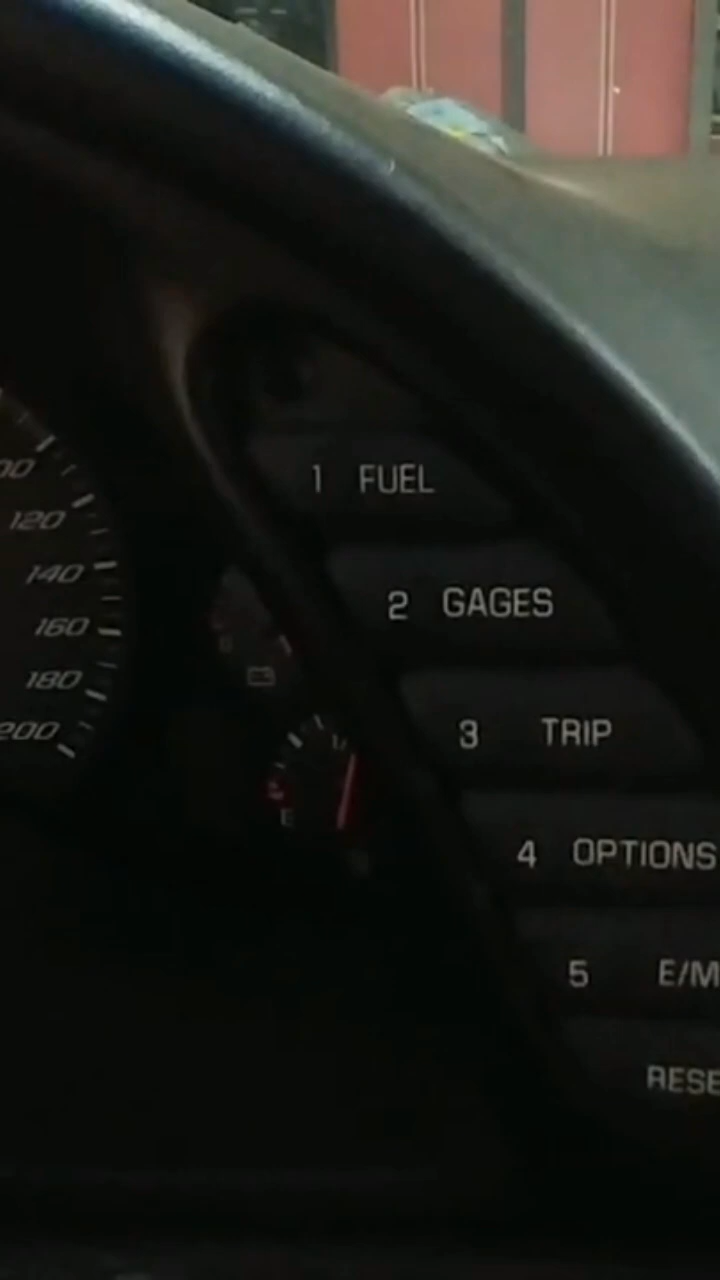 1 FUEL
2 GAGES
3 TRIP
4 OPTIONS
5 E/M
RESE
120
140
160
180
200
E